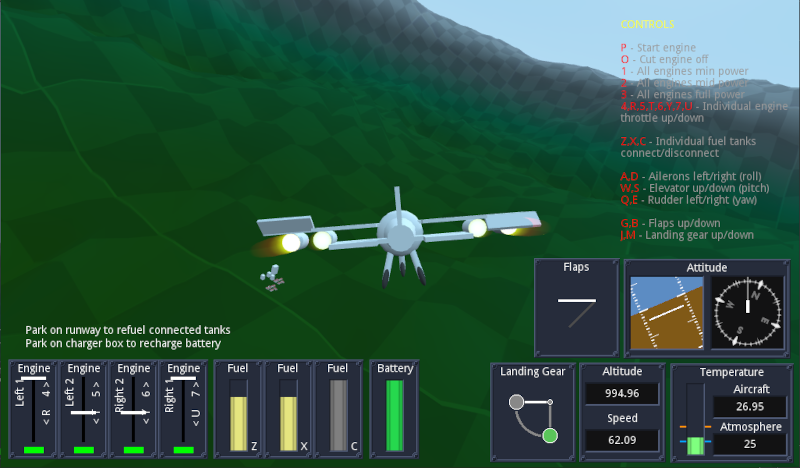 CONTROLS
P - Start engine
O - Cut engine off
1 - All engines min power
2 - All engines mid power
3 - All engines full power
4,R,5,T,6,Y,7,U - Individual engine
throttle up/down
Z,X,C - Individual fuel tanks
connect/disconnect
A,D - Ailerons left/right (roll)
W,S - Elevator up/down (pitch)
Q,E - Rudder left/right (yaw)
G,B - Flaps up/down
J,M - Landing gear up/down
Flaps
Attitude
N
E
S
W
Park on runway to refuel connected tanks
Park on charger box to recharge battery
Engine
Left 1
< R 4 >
Engine
Left 2
5 >
Engine
Right 2
6 >
Engine
Right 1
< U 7 >
Fuel
Z
Fuel
X
Fuel
C
Battery
Landing Gear
Altitude
994.96
Speed
62.09
Temperature
Aircraft
26.95
Atmosphere
25